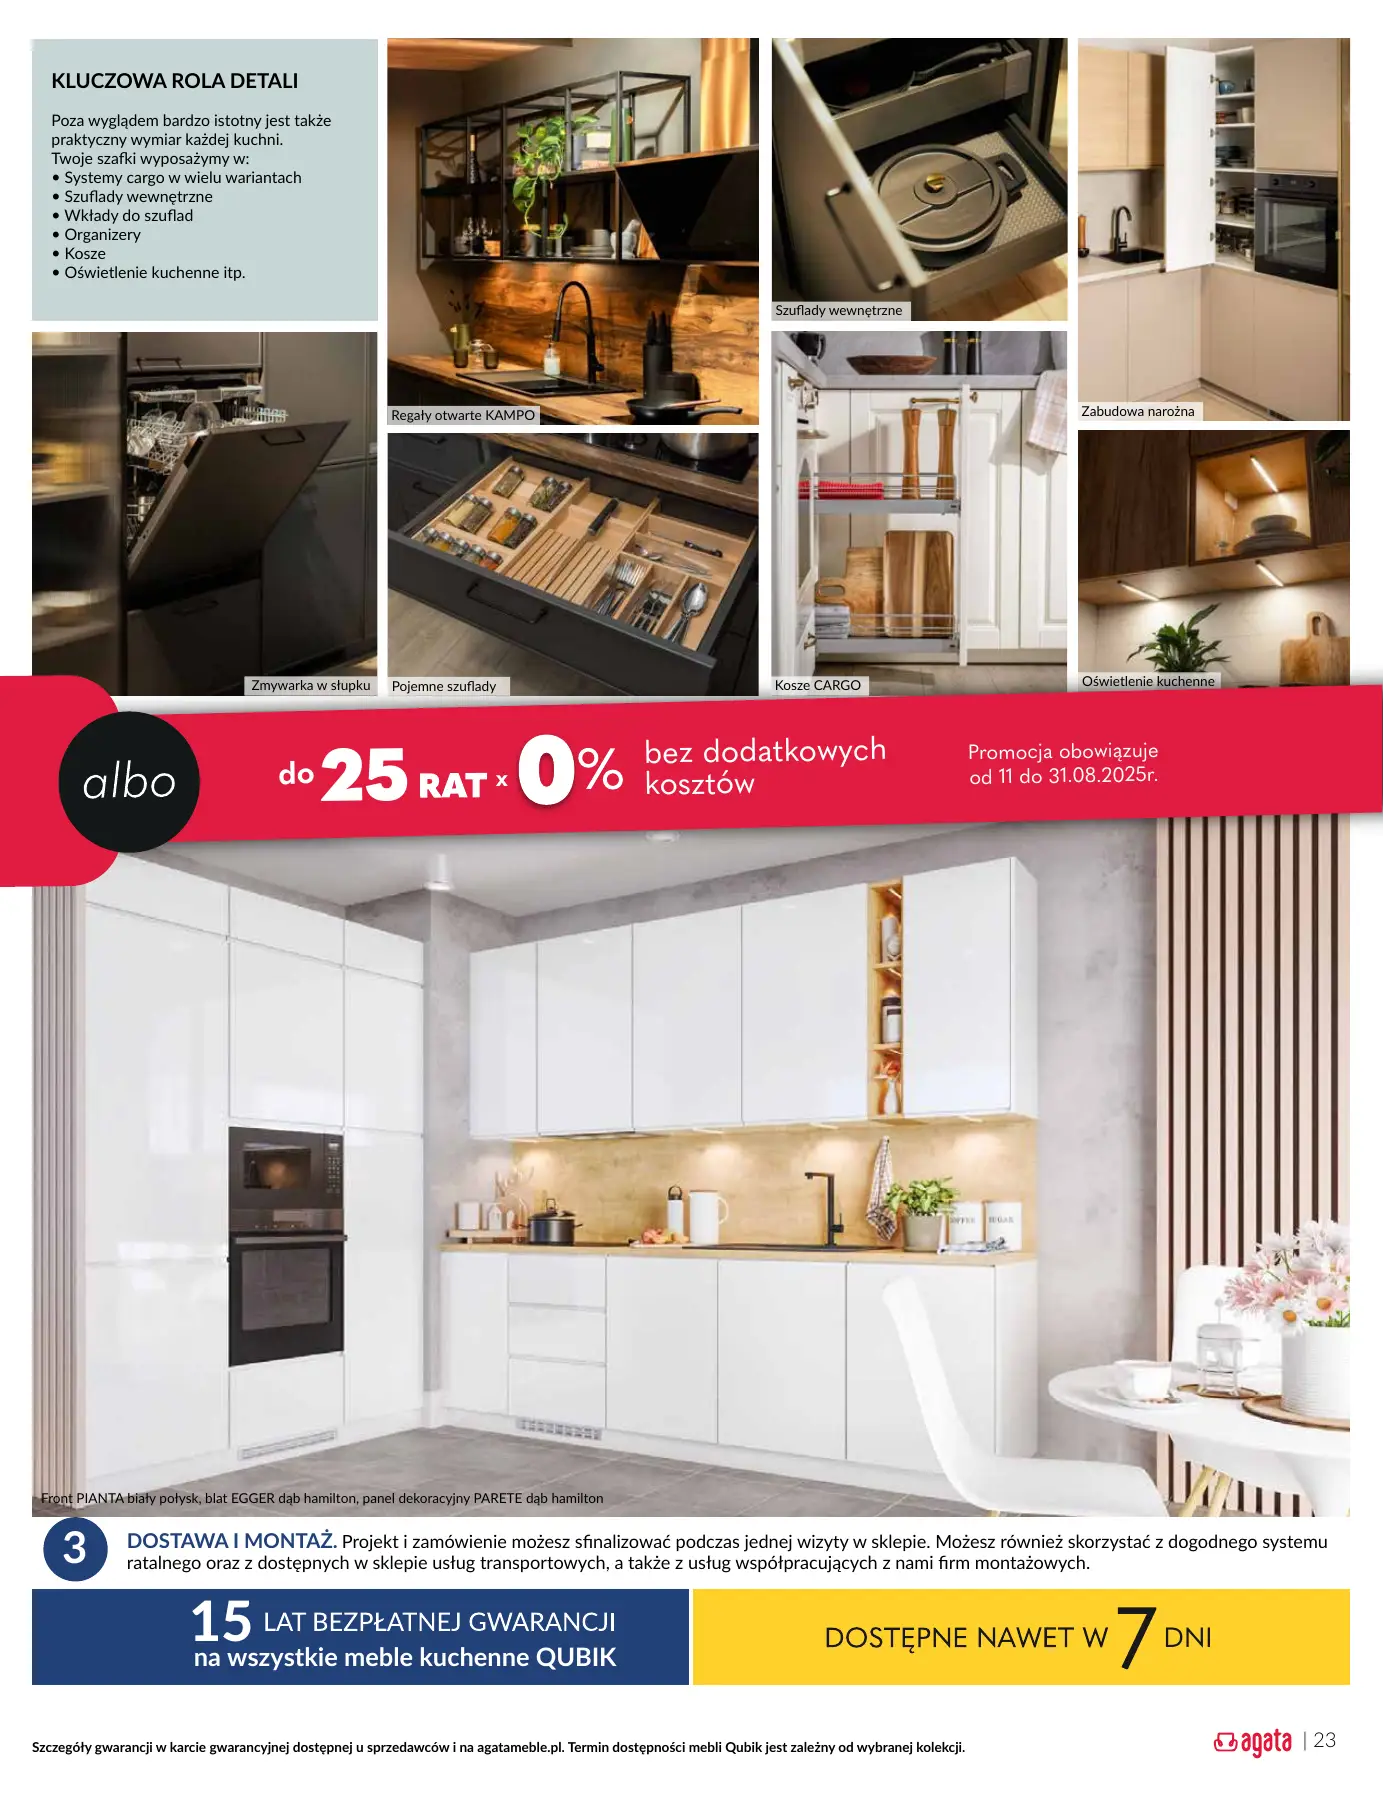 KLUCZOWA ROLA DETALI
Poza wyglądem bardzo istotny jest także
praktyczny wymiar każdej kuchni.
Twoje szafki wyposażymy w:
• Systemy cargo w wielu wariantach
• Szuflady wewnętrzne
• Wkłady do szuflad
• Organizery
• Kosze
• Oświetlenie kuchenne itp.
Szuflady wewnętrzne
Regały otwarte KAMPO
Zabudowa narożna
Zmywarka w słupku
Pojemne szuflady
Kosze CARGO
Oświetlenie kuchenne
albo
do 25 RAT x 0%
bez dodatkowych
kosztów
Promocja obowiązuje
od 11 do 31.08.2025r.
COFFEE
SUGAR
Front PIANTA biały połysk, blat EGGER dąb hamilton, panel dekoracyjny PARETE dąb hamilton
3
DOSTAWA I MONTAŻ. Projekt i zamówienie możesz sfinalizować podczas jednej wizyty w sklepie. Możesz również skorzystać z dogodnego systemu
ratalnego oraz z dostępnych w sklepie usług transportowych, a także z usług współpracujących z nami firm montażowych.
15 LAT BEZPŁATNEJ GWARANCJI
na wszystkie meble kuchenne QUBIK
DOSTĘPNE NAWET W 7 DNI
Szczegóły gwarancji w karcie gwarancyjnej dostępnej u sprzedawców i na agatameble.pl. Termin dostępności mebli Qubik jest zależny od wybranej kolekcji.
agata | 23